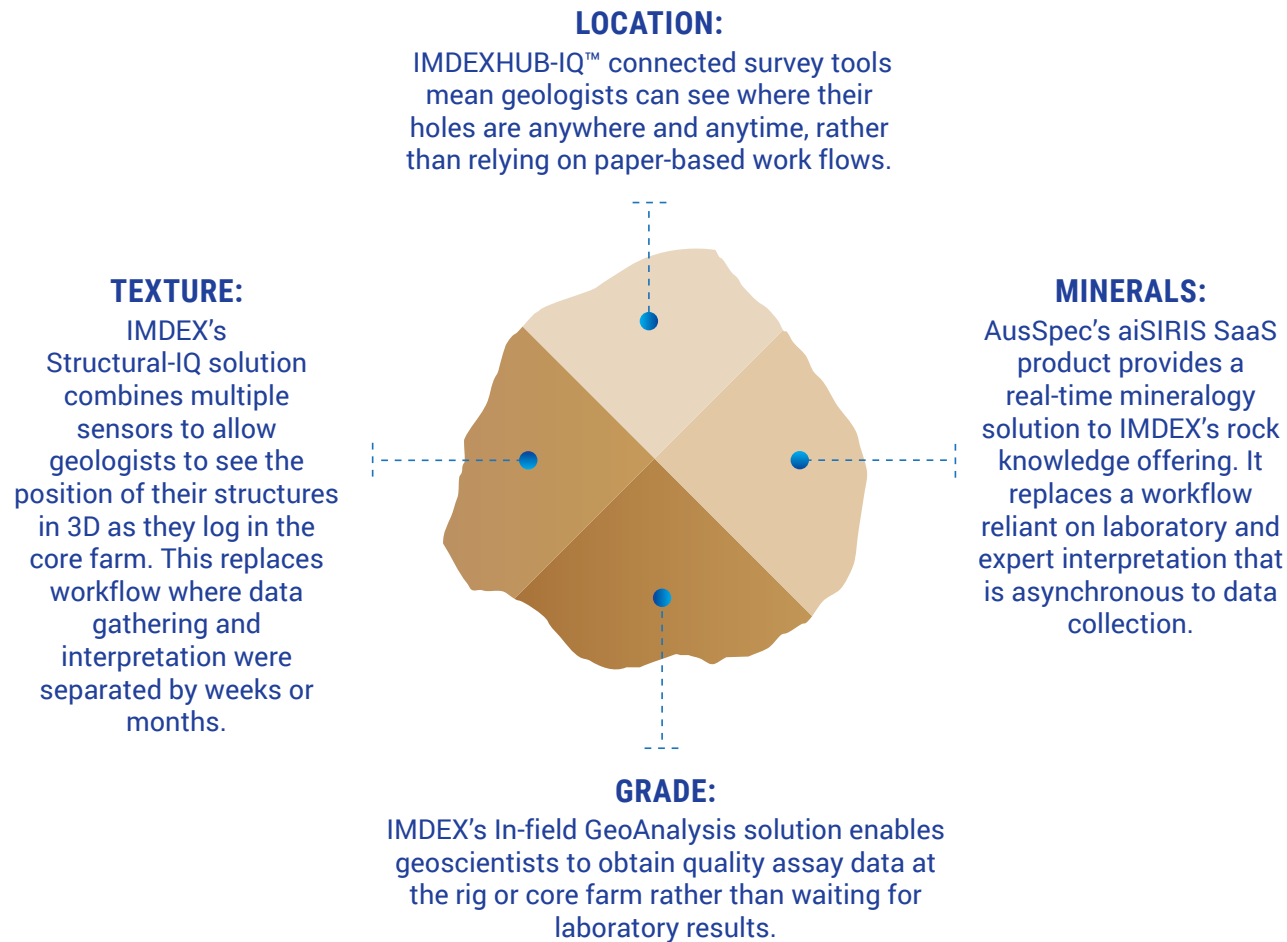 LOCATION:
IMDEXHUB-IQ™ connected survey tools
mean geologists can see where their
holes are anywhere and anytime, rather
than relying on paper-based work flows.
TEXTURE:
IMDEX’s
Structural-IQ solution
combines multiple
sensors to allow
geologists to see the
position of their structures
in 3D as they log in the
core farm. This replaces
workflow where data
gathering and
interpretation were
separated by weeks or
months.
MINERALS:
AusSpec’s aiSIRIS SaaS
product provides a
real-time mineralogy
solution to IMDEX’s rock
knowledge offering. It
replaces a workflow
reliant on laboratory and
expert interpretation that
is asynchronous to data
collection.
GRADE:
IMDEX’s In-field GeoAnalysis solution enables
geoscientists to obtain quality assay data at
the rig or core farm rather than waiting for
laboratory results.